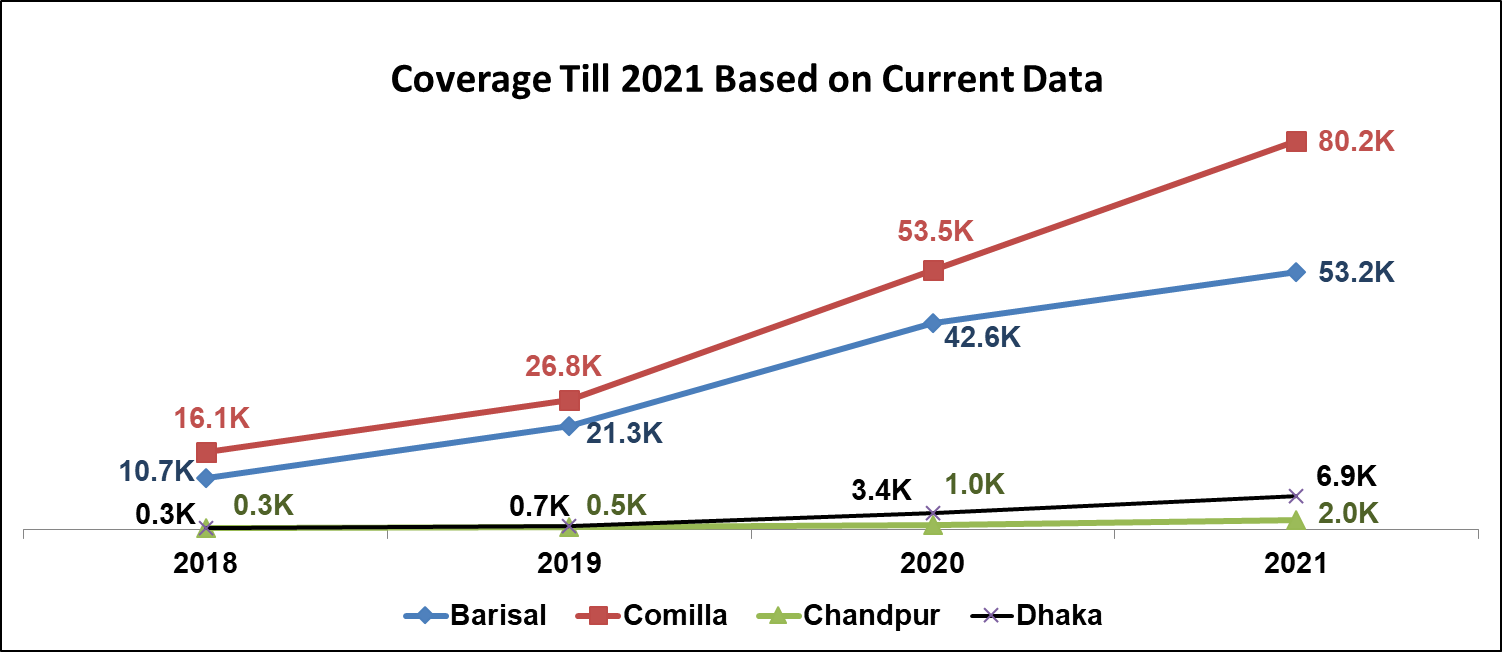 Coverage Till 2021 Based on Current Data
80.2K
53.5K
53.2K
42.6K
26.8K
16.1K
21.3K
10.7K
6.9K
3.4K
1.0K
0.3K
0.3K
0.7K
0.5K
2.0K
2018
2019
2020
2021
Barisal
Comilla
Chandpur
Dhaka